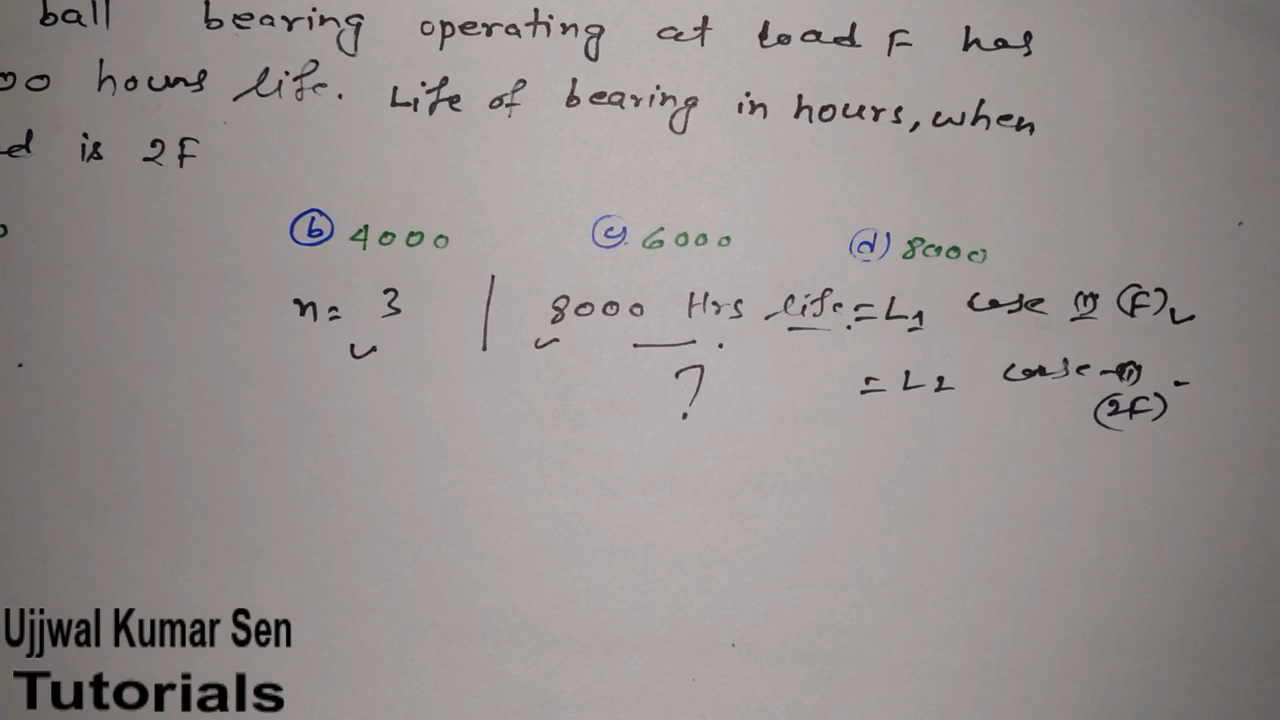 ball bearing operating at load F has
00 hours life. Life of bearing in hours, when
d is 2F
(b) 4000 (c) 6000 (d) 8000
n = 3 | 8000 Hrs life = L1 case (F)
? = L2 case (2F)
Ujjwal Kumar Sen
Tutorials